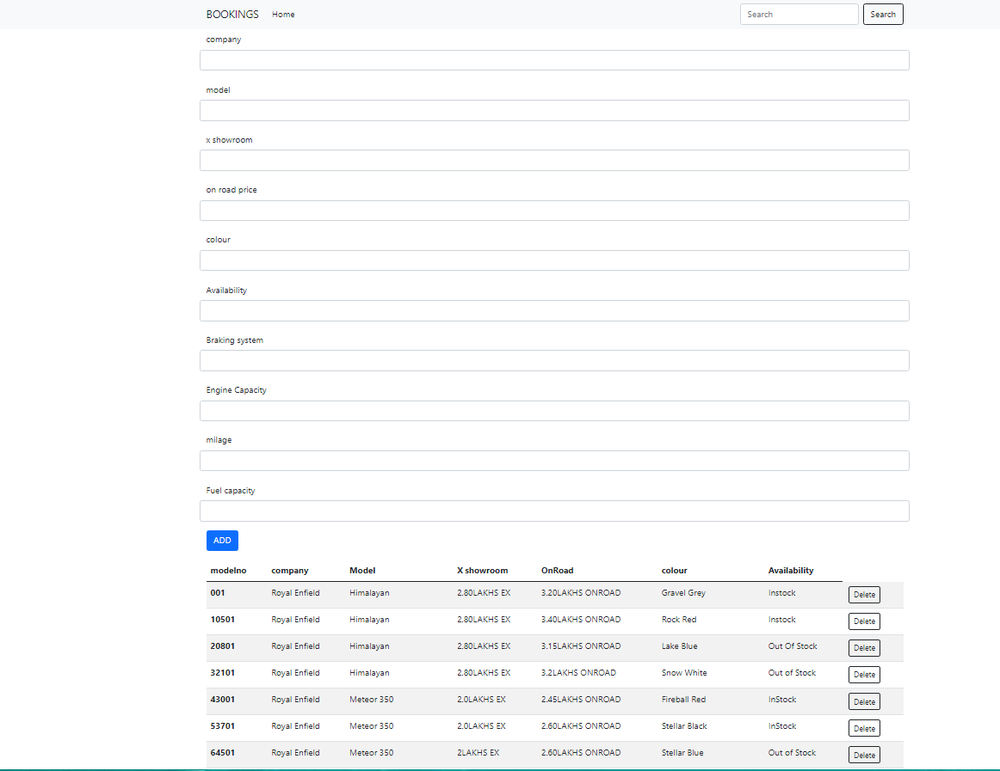 BOOKINGS Home Search Search
company
model
x showroom
on road price
colour
Availability
Braking system
Engine Capacity
milage
Fuel capacity
ADD
modelno company Model X showroom OnRoad colour Availability
001 Royal Enfield Himalayan 2.80LAKHS EX 3.20LAKHS ONROAD Gravel Grey Instock Delete
10501 Royal Enfield Himalayan 2.80LAKHS EX 3.40LAKHS ONROAD Rock Red Instock Delete
20801 Royal Enfield Himalayan 2.80LAKHS EX 3.15LAKHS ONROAD Lake Blue Out Of Stock Delete
32101 Royal Enfield Himalayan 2.80LAKHS EX 3.2LAKHS ONROAD Snow White Out of Stock Delete
43001 Royal Enfield Meteor 350 2.0LAKHS EX 2.45LAKHS ONROAD Fireball Red InStock Delete
53701 Royal Enfield Meteor 350 2.0LAKHS EX 2.60LAKHS ONROAD Stellar Black InStock Delete
64501 Royal Enfield Meteor 350 2LAKHS EX 2.60LAKHS ONROAD Stellar Blue Out of Stock Delete